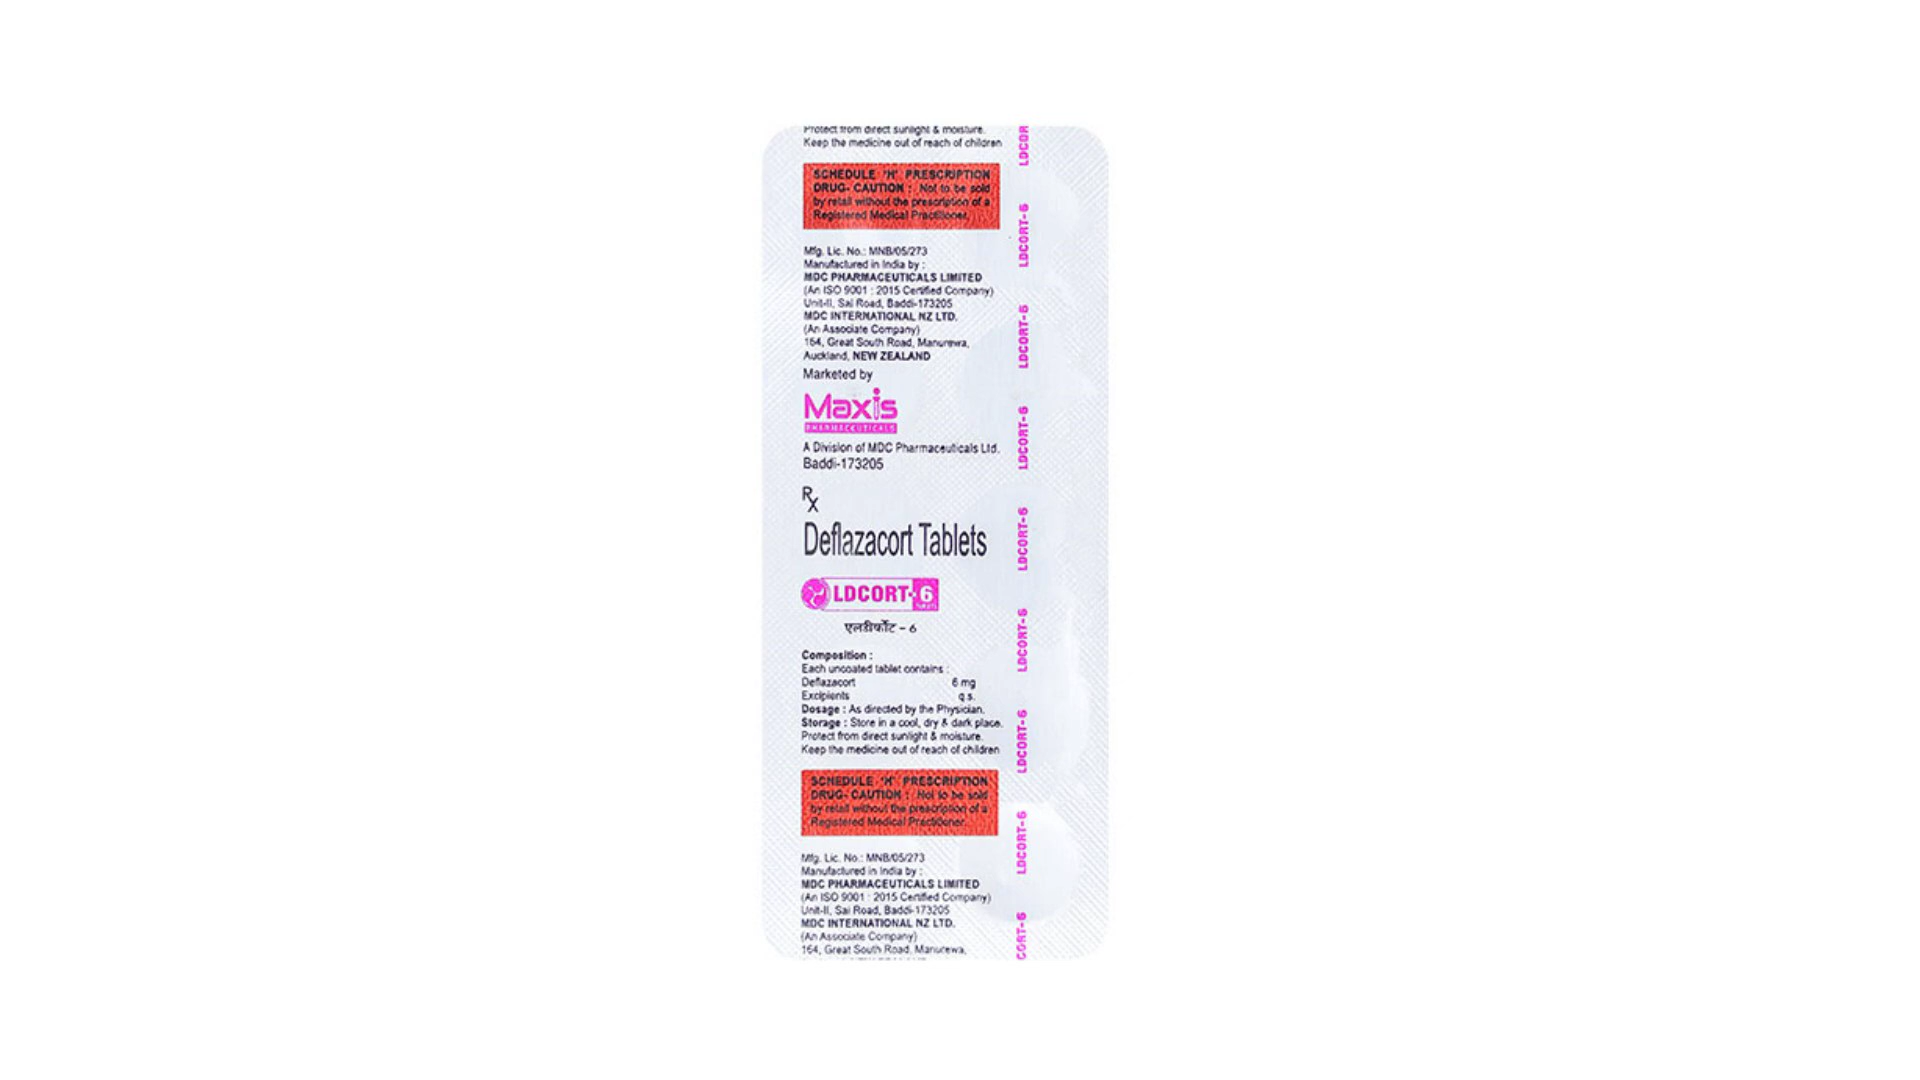 Protect from direct sunlight & moisture.
Keep the medicine out of reach of children
SCHEDULE 'H' PRESCRIPTION
DRUG- CAUTION : Not to be sold
by retail without the prescription of a
Registered Medical Practitioner.
Mfg. Lic. No.: MNB/05/273
Manufactured in India by :
MDC PHARMACEUTICALS LIMITED
(An ISO 9001 : 2015 Certified Company)
Unit-II, Sai Road, Baddi-173205
MDC INTERNATIONAL NZ LTD.
(An Associate Company)
164, Great South Road, Manurewa,
Auckland, NEW ZEALAND
Marketed by
Maxis
PHARMACEUTICALS
A Division of MDC Pharmaceuticals Ltd.
Baddi-173205
Rx
Deflazacort Tablets
LDCORT-6
TABLETS
एलडीकोर्ट - 6
Composition :
Each uncoated tablet contains :
Deflazacort 6 mg
Excipients q.s.
Dosage : As directed by the Physician.
Storage : Store in a cool, dry & dark place.
Protect from direct sunlight & moisture.
Keep the medicine out of reach of children
SCHEDULE 'H' PRESCRIPTION
DRUG- CAUTION : Not to be sold
by retail without the prescription of a
Registered Medical Practitioner.
Mfg. Lic. No.: MNB/05/273
Manufactured in India by :
MDC PHARMACEUTICALS LIMITED
(An ISO 9001 : 2015 Certified Company)
Unit-II, Sai Road, Baddi-173205
MDC INTERNATIONAL NZ LTD.
(An Associate Company)
164, Great South Road, Manurewa,
LDCOR
LDCORT-6
LDCORT-6
LDCORT-6
LDCORT-6
LDCORT-6
LDCORT-6
LDCORT-6
CORT-6